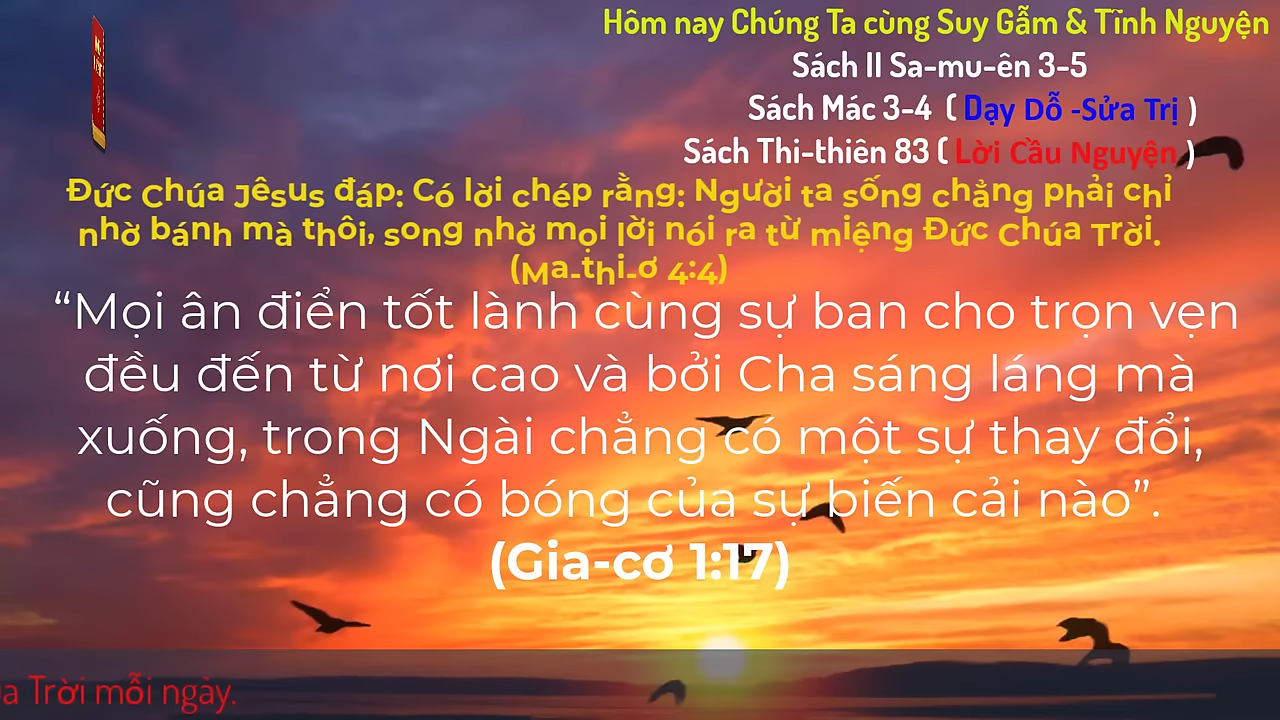 Hôm nay Chúng Ta cùng Suy Gẫm & Tĩnh Nguyện
Sách II Sa-mu-ên 3-5
Sách Mác 3-4 ( Dạy Dỗ -Sửa Trị )
Sách Thi-thiên 83 ( Lời Cầu Nguyện )
Đức Chúa Jêsus đáp: Có lời chép rằng: Người ta sống chẳng phải chỉ
nhờ bánh mà thôi, song nhờ mọi lời nói ra từ miệng Đức Chúa Trời.
(Ma-thi-ơ 4:4)
“Mọi ân điển tốt lành cùng sự ban cho trọn vẹn
đều đến từ nơi cao và bởi Cha sáng láng mà
xuống, trong Ngài chẳng có một sự thay đổi,
cũng chẳng có bóng của sự biến cải nào”.
(Gia-cơ 1:17)
Trời mỗi ngày.